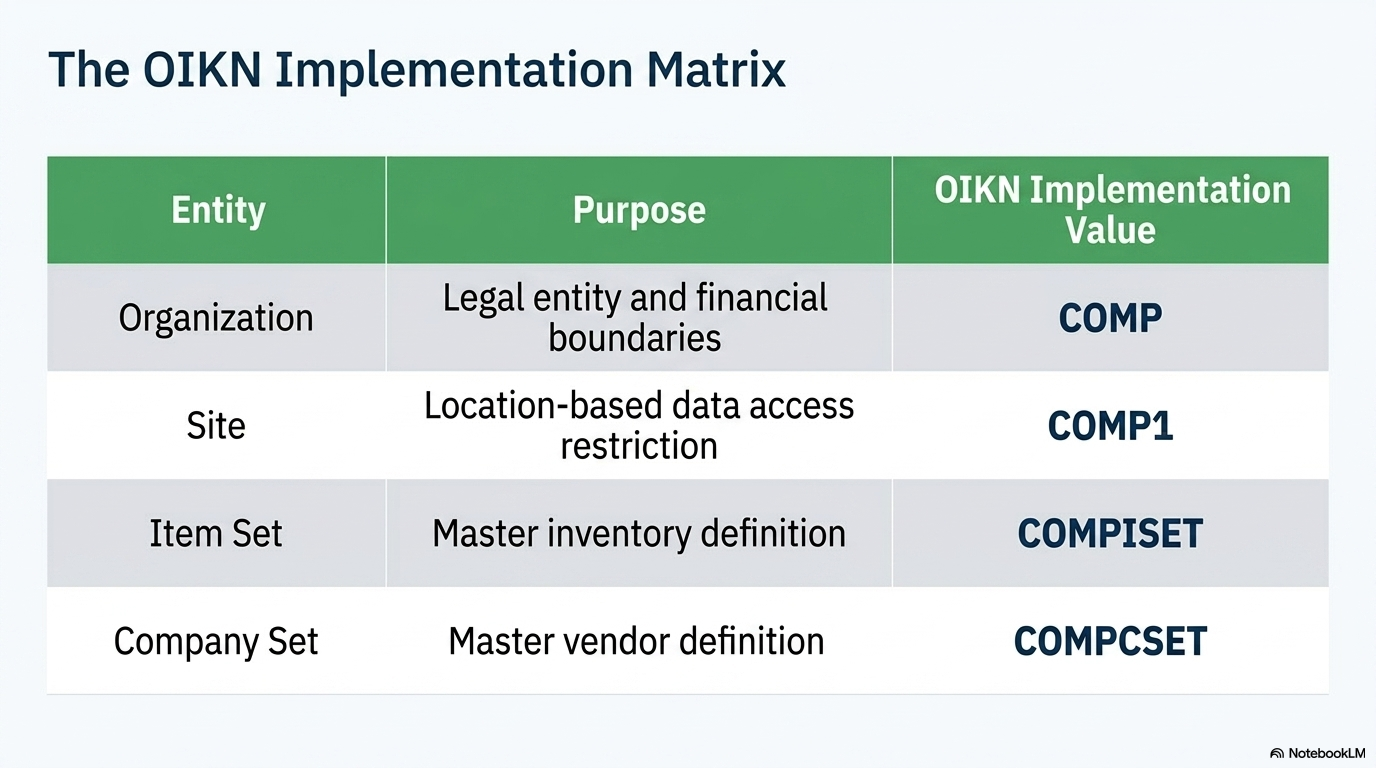 The OIKN Implementation Matrix
Entity
Purpose
OIKN Implementation
Value
Organization
Legal entity and financial
boundaries
COMP
Site
Location-based data access
restriction
COMP1
Item Set
Master inventory definition
COMPISET
Company Set
Master vendor definition
COMPCSET
NotebookLM